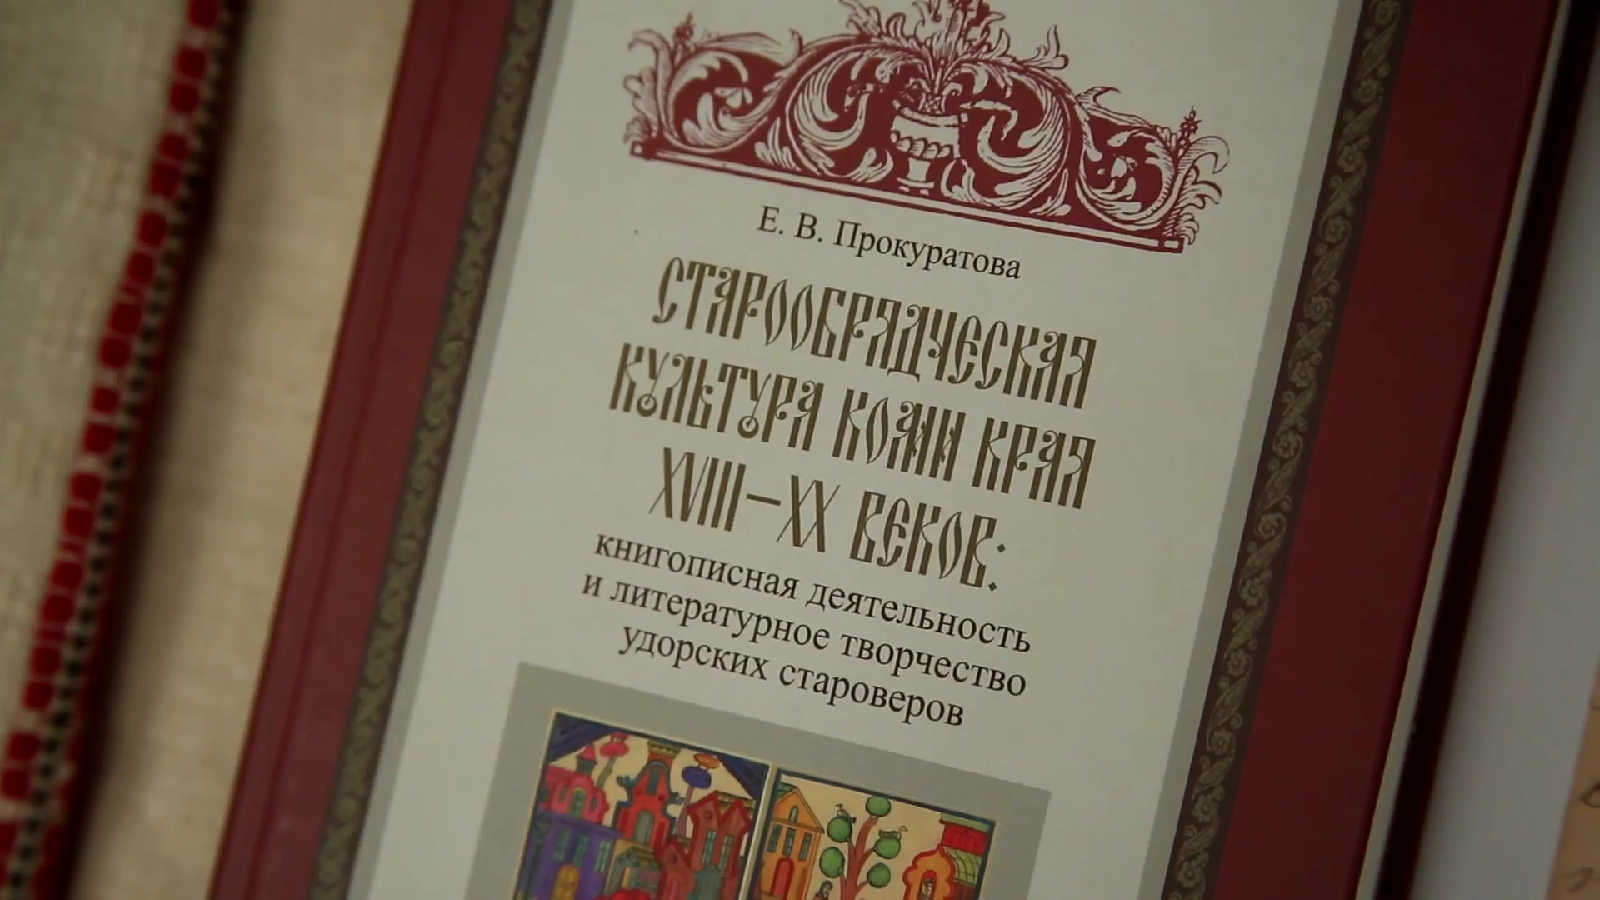 Е. В. Прокуратова
СТАРООБРЯДЧЕСКАЯ
КУЛЬТУРА КОМИ КРАЯ
XVIII–XX ВЕКОВ:
книгописная деятельность
и литературное творчество
удорских староверов